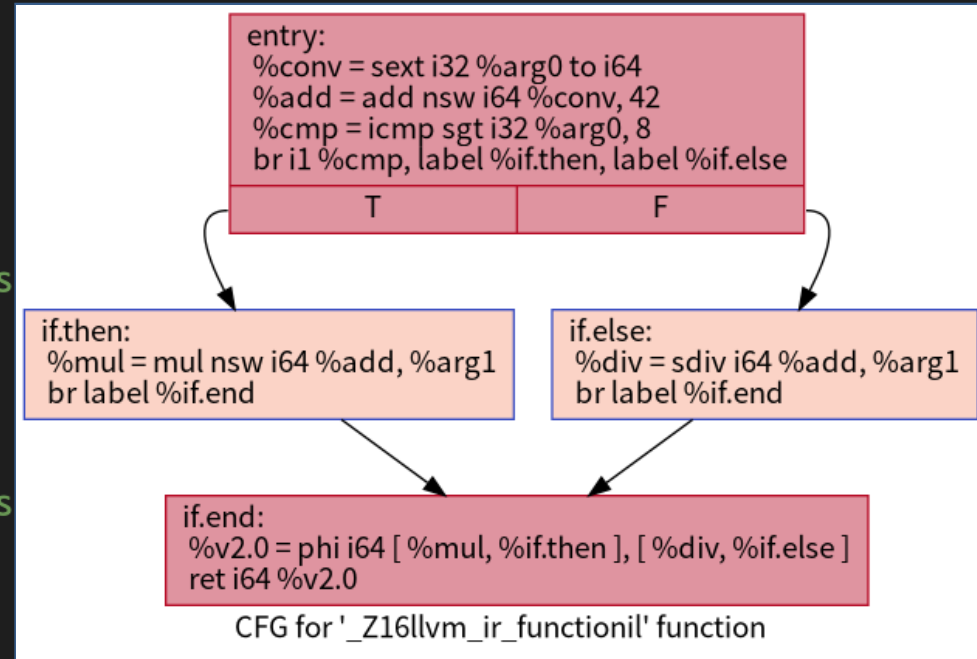 entry:
%conv = sext i32 %arg0 to i64
%add = add nsw i64 %conv, 42
%cmp = icmp sgt i32 %arg0, 8
br i1 %cmp, label %if.then, label %if.else
T
F
s
if.then:
%mul = mul nsw i64 %add, %arg1
br label %if.end
if.else:
%div = sdiv i64 %add, %arg1
br label %if.end
s
if.end:
%v2.0 = phi i64 [ %mul, %if.then ], [ %div, %if.else ]
ret i64 %v2.0
CFG for '_Z16llvm_ir_functionil' function